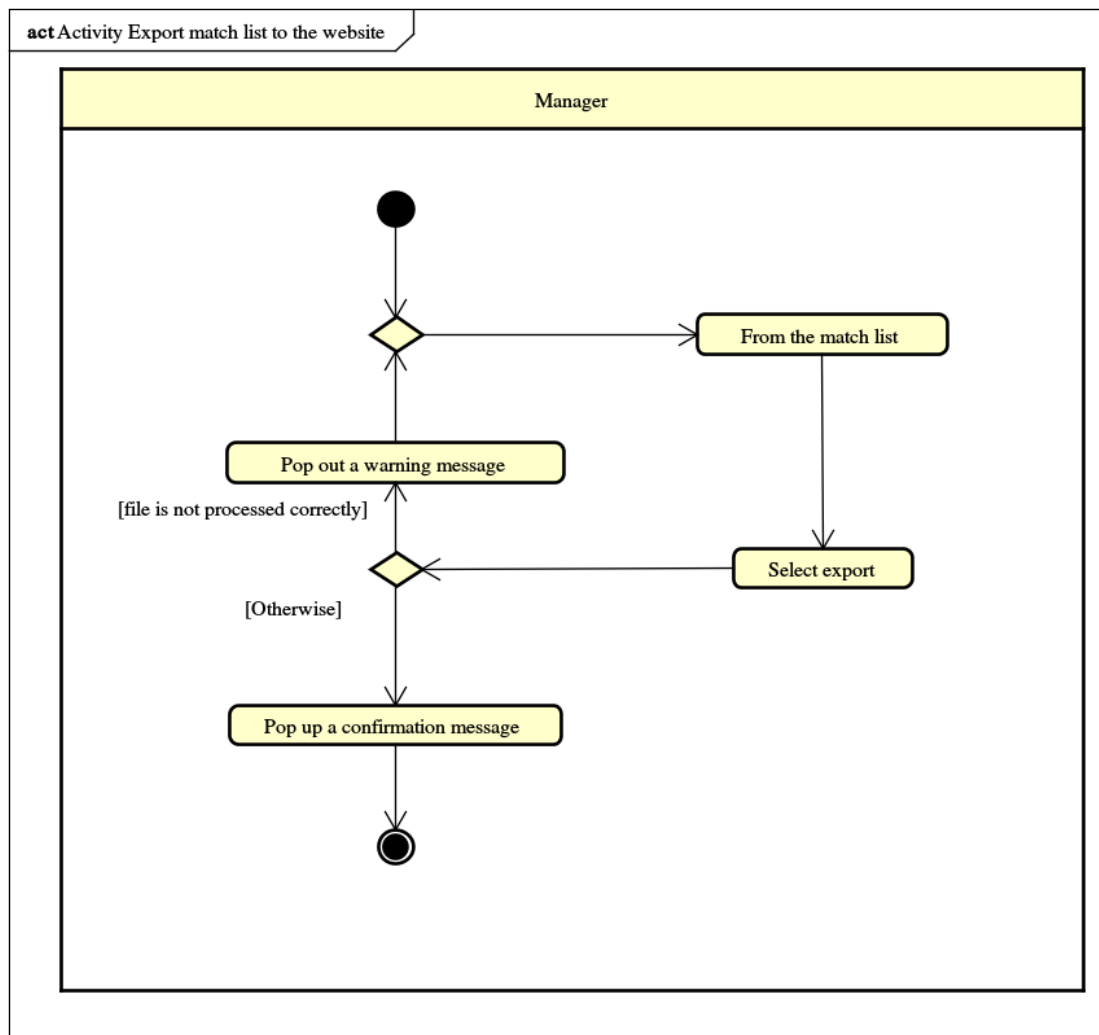 act Activity Export match list to the website
Manager
From the match list
Pop out a warning message
[file is not processed correctly]
Select export
[Otherwise]
Pop up a confirmation message